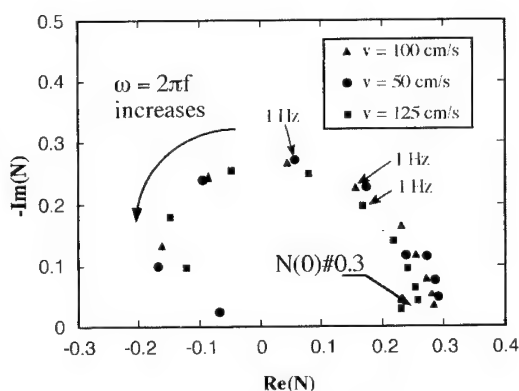 0.5
0.4
0.3
0.2
0.1
0
-0.3
-0.2
-0.1
0
0.1
0.2
0.3
0.4
-Im(N)
Re(N)
ω = 2πf
increases
1 Hz
1 Hz
1 Hz
N(0)#0.3
v = 100 cm/s
v = 50 cm/s
v = 125 cm/s